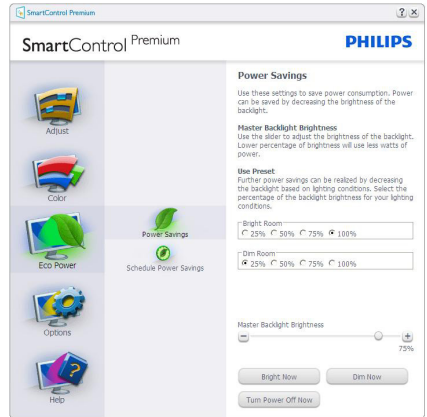 SmartControl Premium
? ×
SmartControl Premium
PHILIPS
Adjust
Color
Eco Power
Options
Help
Power Savings
Schedule Power Savings
Power Savings
Use these settings to save power consumption. Power
can be saved by decreasing the brightness of the
backlight.
Master Backlight Brightness
Use the slider to adjust the brightness of the backlight.
Lower percentage of brightness will use less watts of
power.
Use Preset
Further power savings can be realized by decreasing
the backlight based on lighting conditions. Select the
percentage of the backlight brightness for your lighting
conditions.
Bright Room
25% 50% 75% 100%
Dim Room
25% 50% 75% 100%
Master Backlight Brightness
75%
Bright Now
Dim Now
Turn Power Off Now